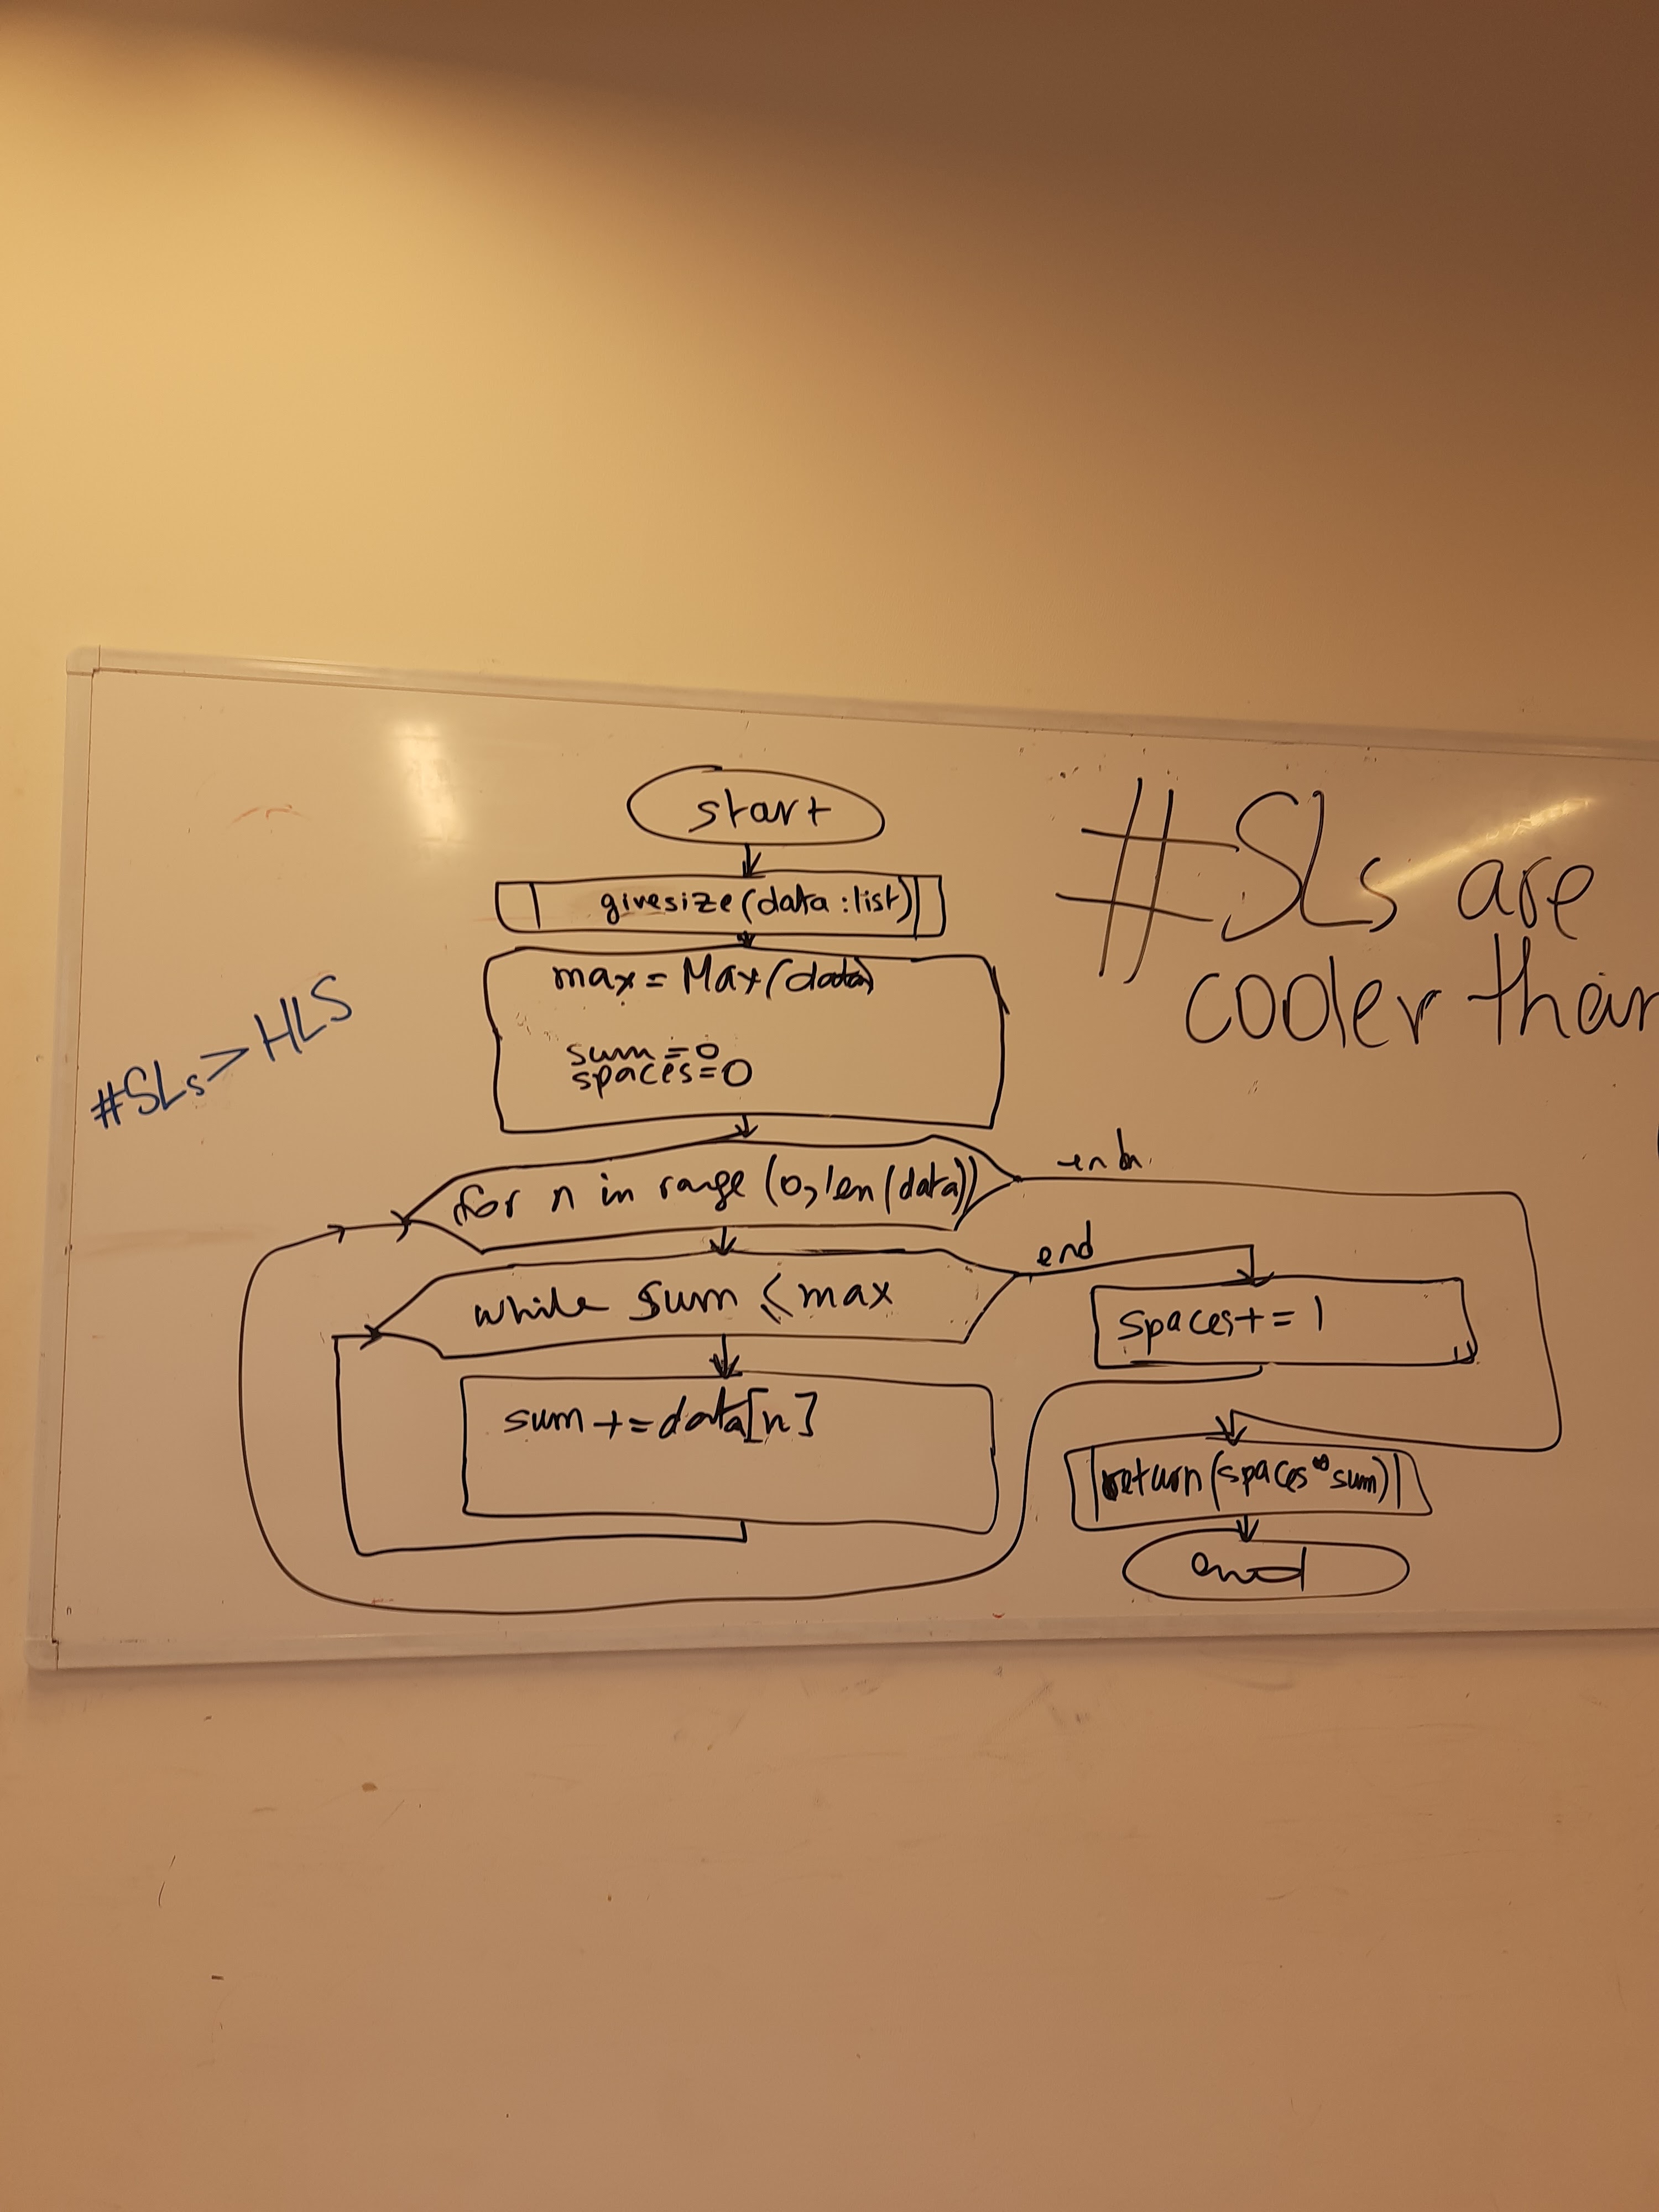 start
givesize(data:list)
max = Max(data)
sum = 0
spaces=0
for n in range (0, len(data))
end
while sum < max
end
spaces += 1
sum += data[n]
return(spaces sum)
end
#SLs > HLS
#SLs are
cooler than